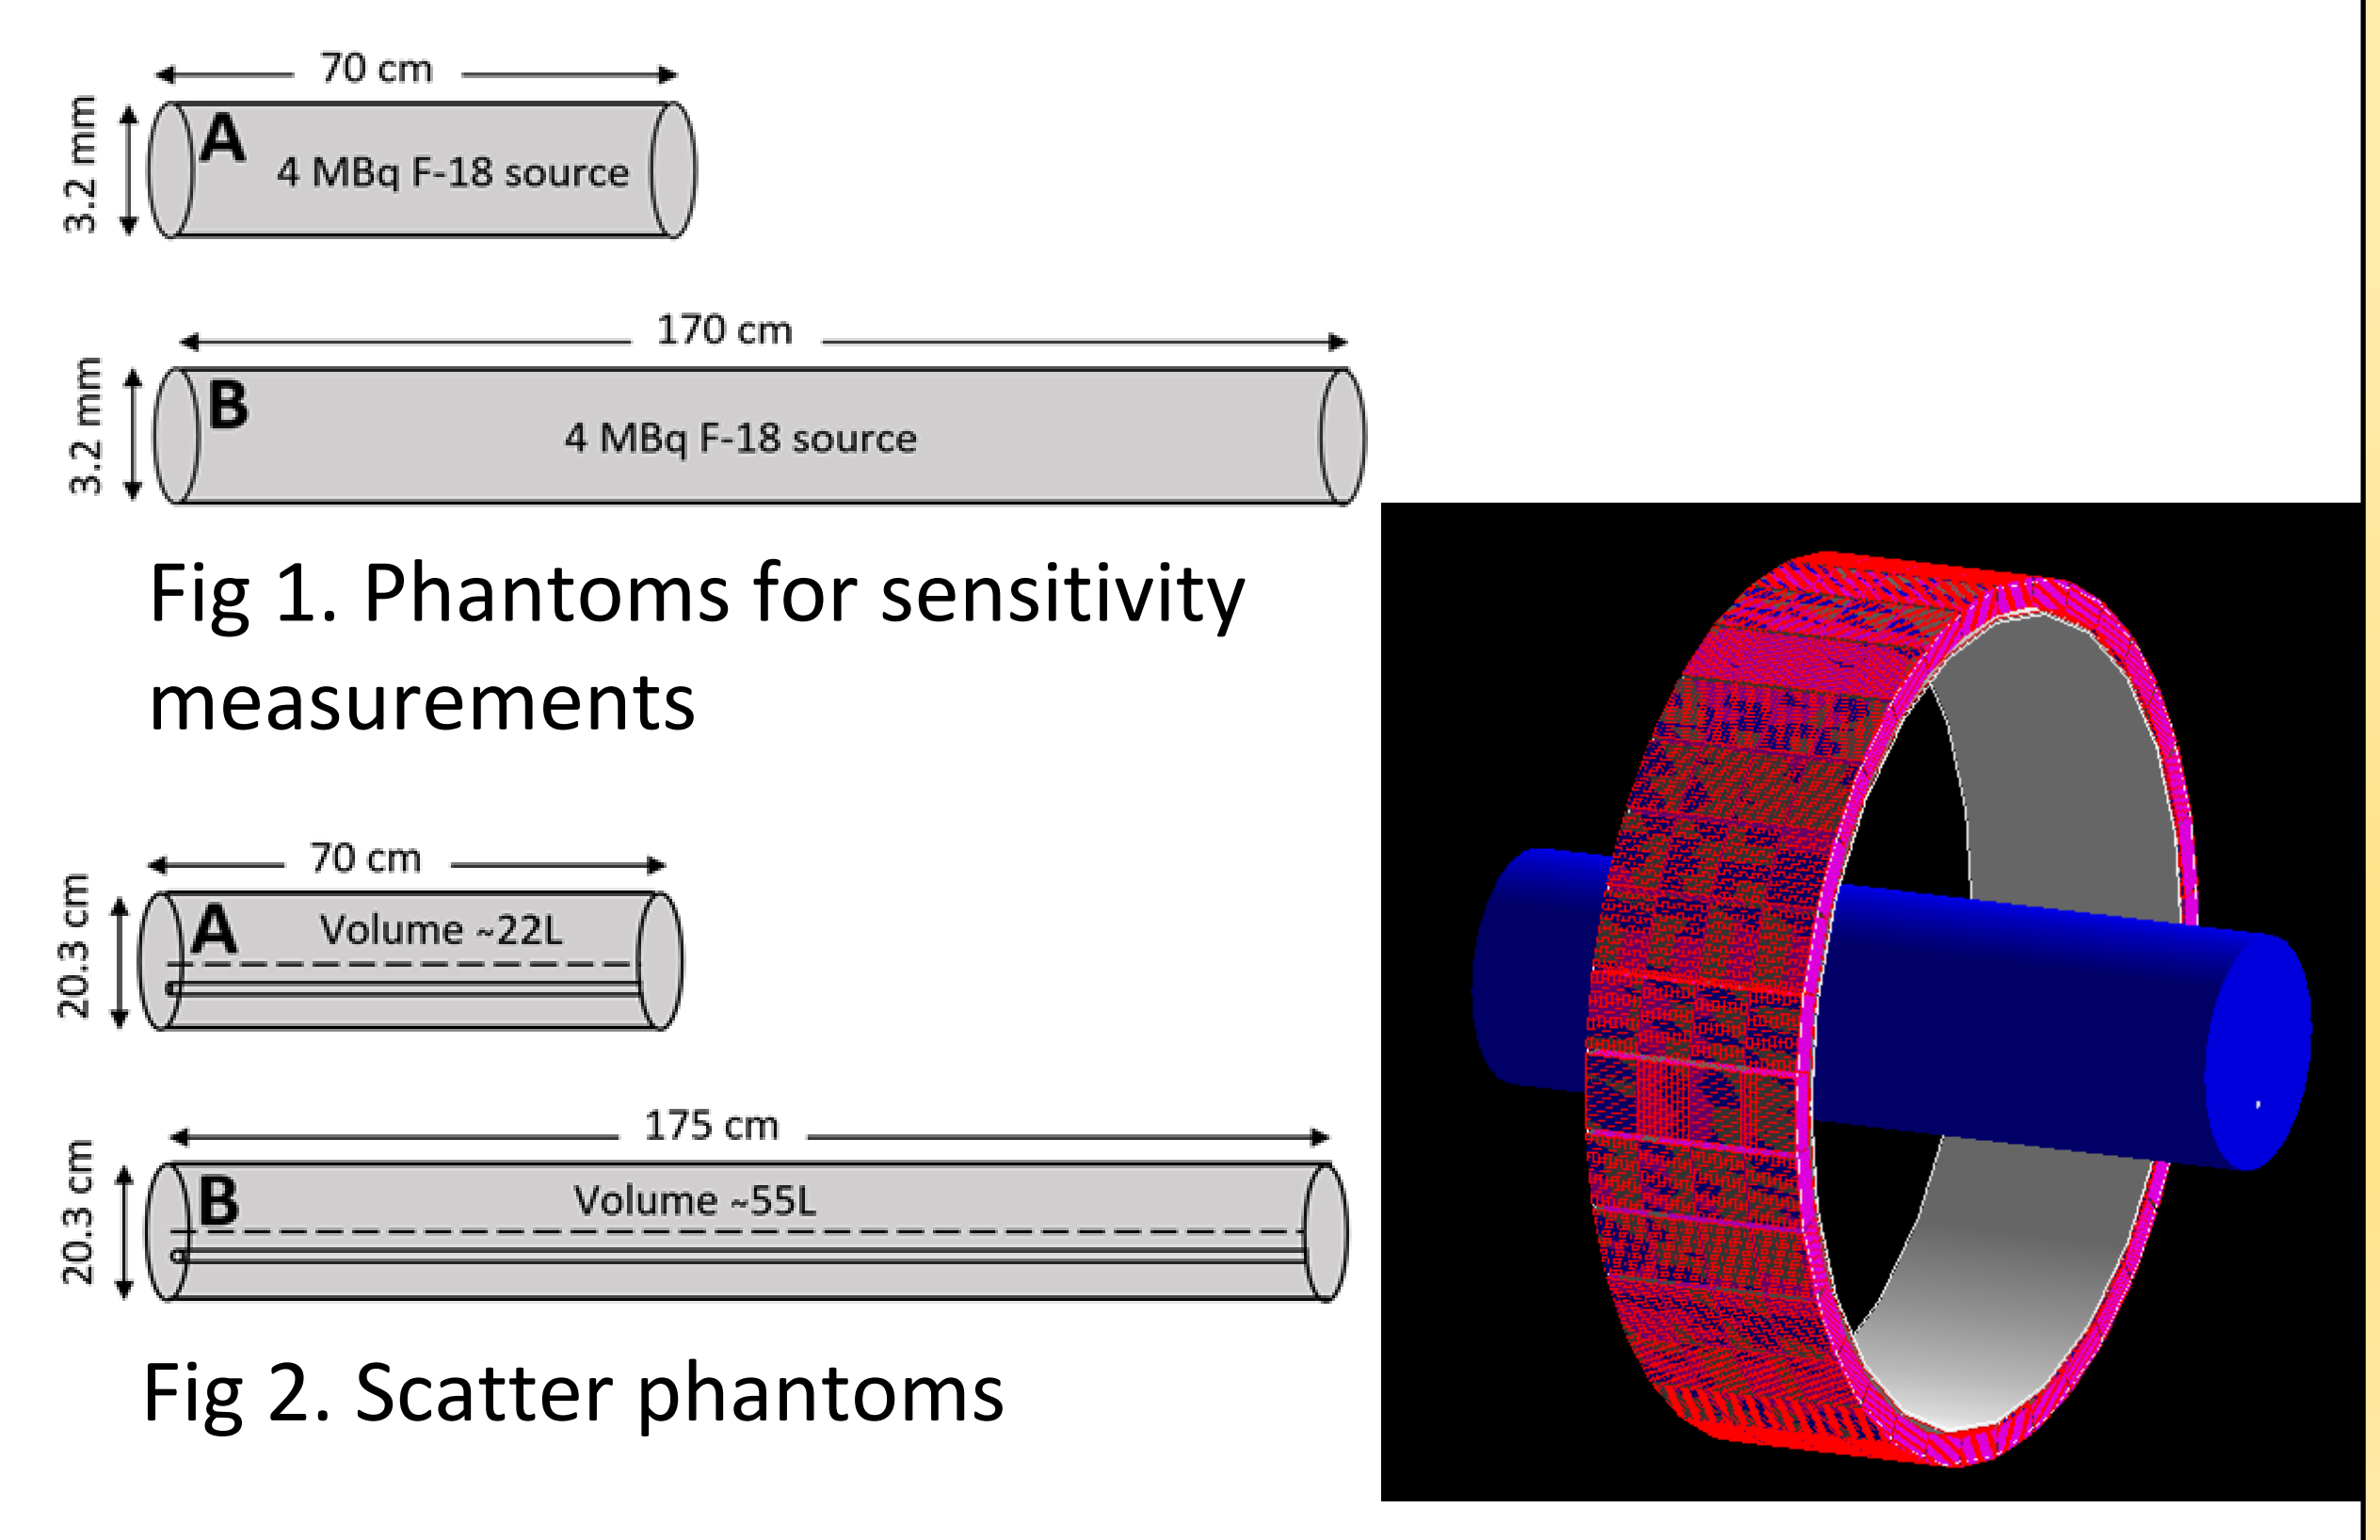 70 cm
3.2 mm
A
4 MBq F-18 source
170 cm
3.2 mm
B
4 MBq F-18 source
Fig 1. Phantoms for sensitivity
measurements
70 cm
20.3 cm
A
Volume ~22L
175 cm
20.3 cm
B
Volume ~55L
Fig 2. Scatter phantoms